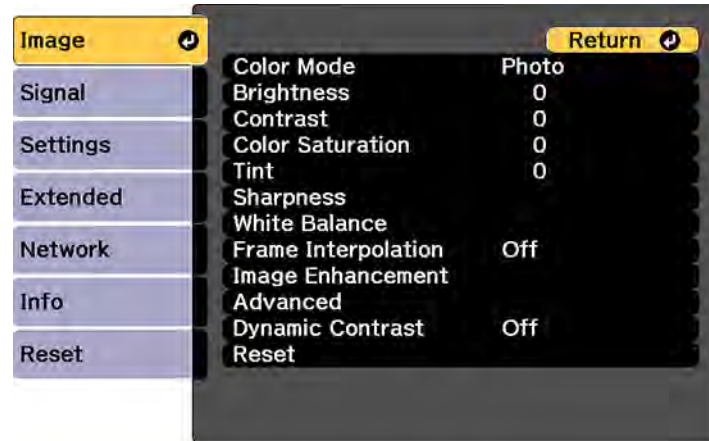 Image
Signal
Settings
Extended
Network
Info
Reset
Return
Color Mode Photo
Brightness 0
Contrast 0
Color Saturation 0
Tint 0
Sharpness
White Balance
Frame Interpolation Off
Image Enhancement
Advanced
Dynamic Contrast Off
Reset